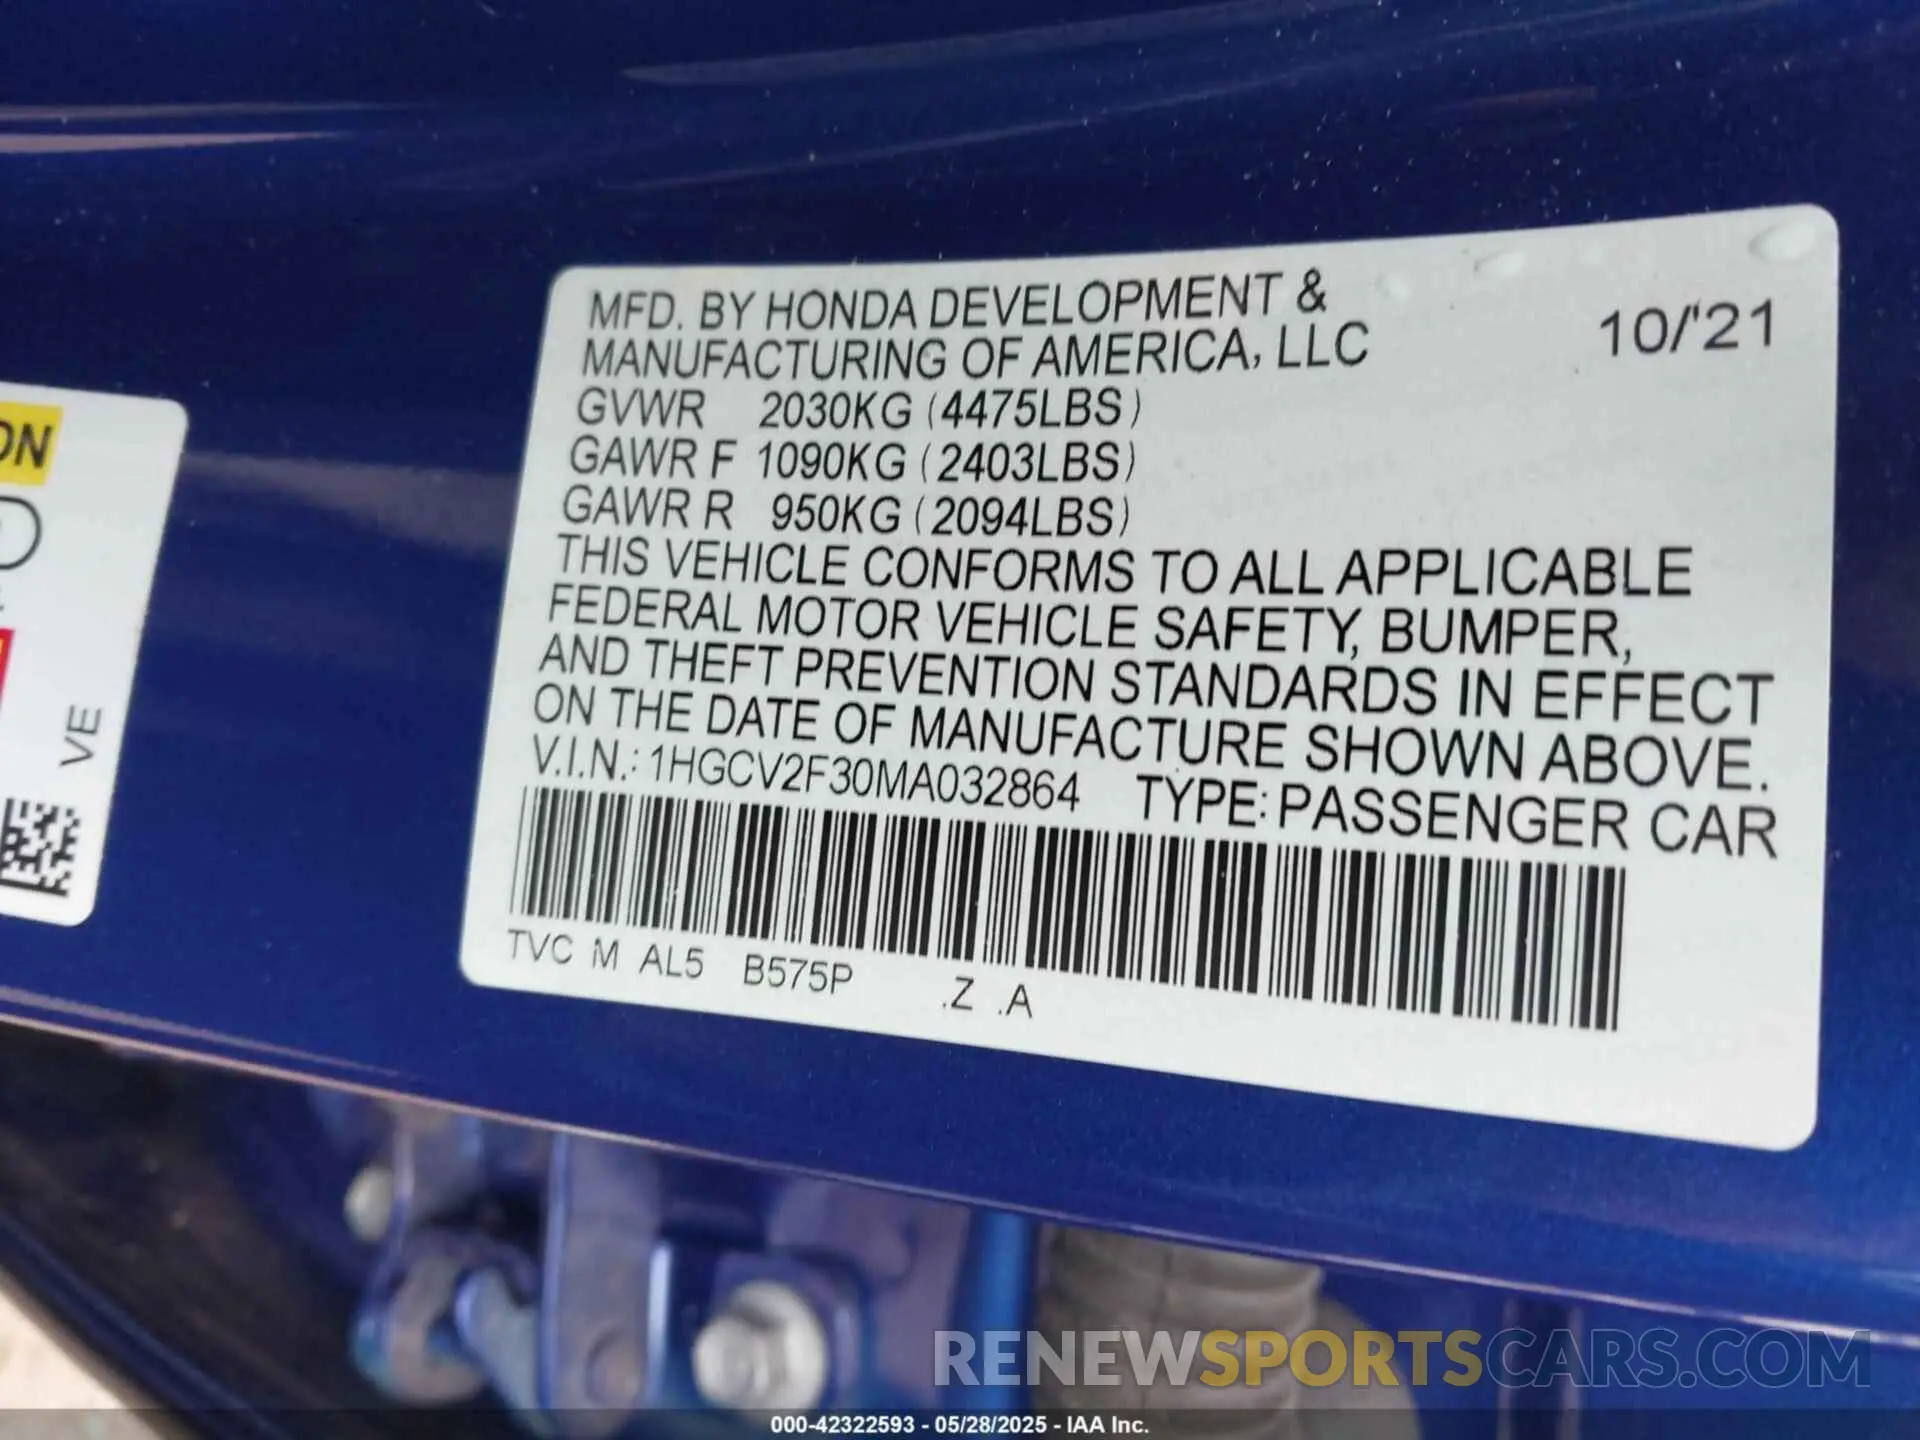 MFD. BY HONDA DEVELOPMENT &
MANUFACTURING OF AMERICA, LLC
10/'21
GVWR 2030KG (4475LBS)
GAWR F 1090KG (2403LBS)
GAWR R 950KG (2094LBS)
THIS VEHICLE CONFORMS TO ALL APPLICABLE
FEDERAL MOTOR VEHICLE SAFETY, BUMPER,
AND THEFT PREVENTION STANDARDS IN EFFECT
ON THE DATE OF MANUFACTURE SHOWN ABOVE.
V.I.N.: 1HGCV2F30MA032864 TYPE: PASSENGER CAR
TVC M AL5 B575P .Z .A
ON
VE
RENEWSPORTSCARS.COM
000-42322593 - 05/28/2025 - IAA Inc.